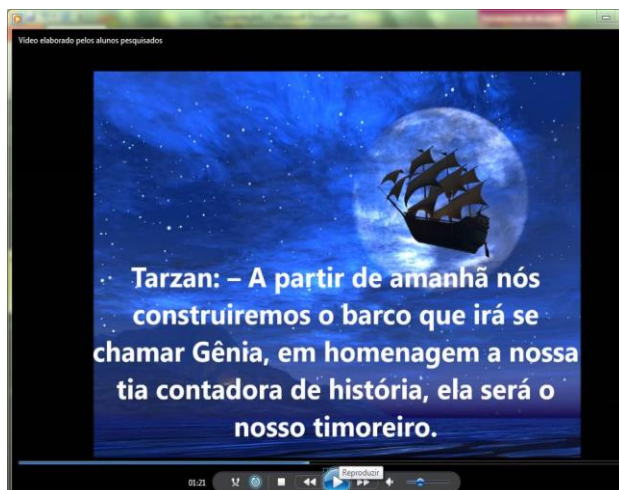 Vídeo elaborado pelos alunos pesquisados
Tarzan: – A partir de amanhã nós
construiremos o barco que irá se
chamar Gênia, em homenagem a nossa
tia contadora de história, ela será o
nosso timoreiro.
Reproduzir
01:21